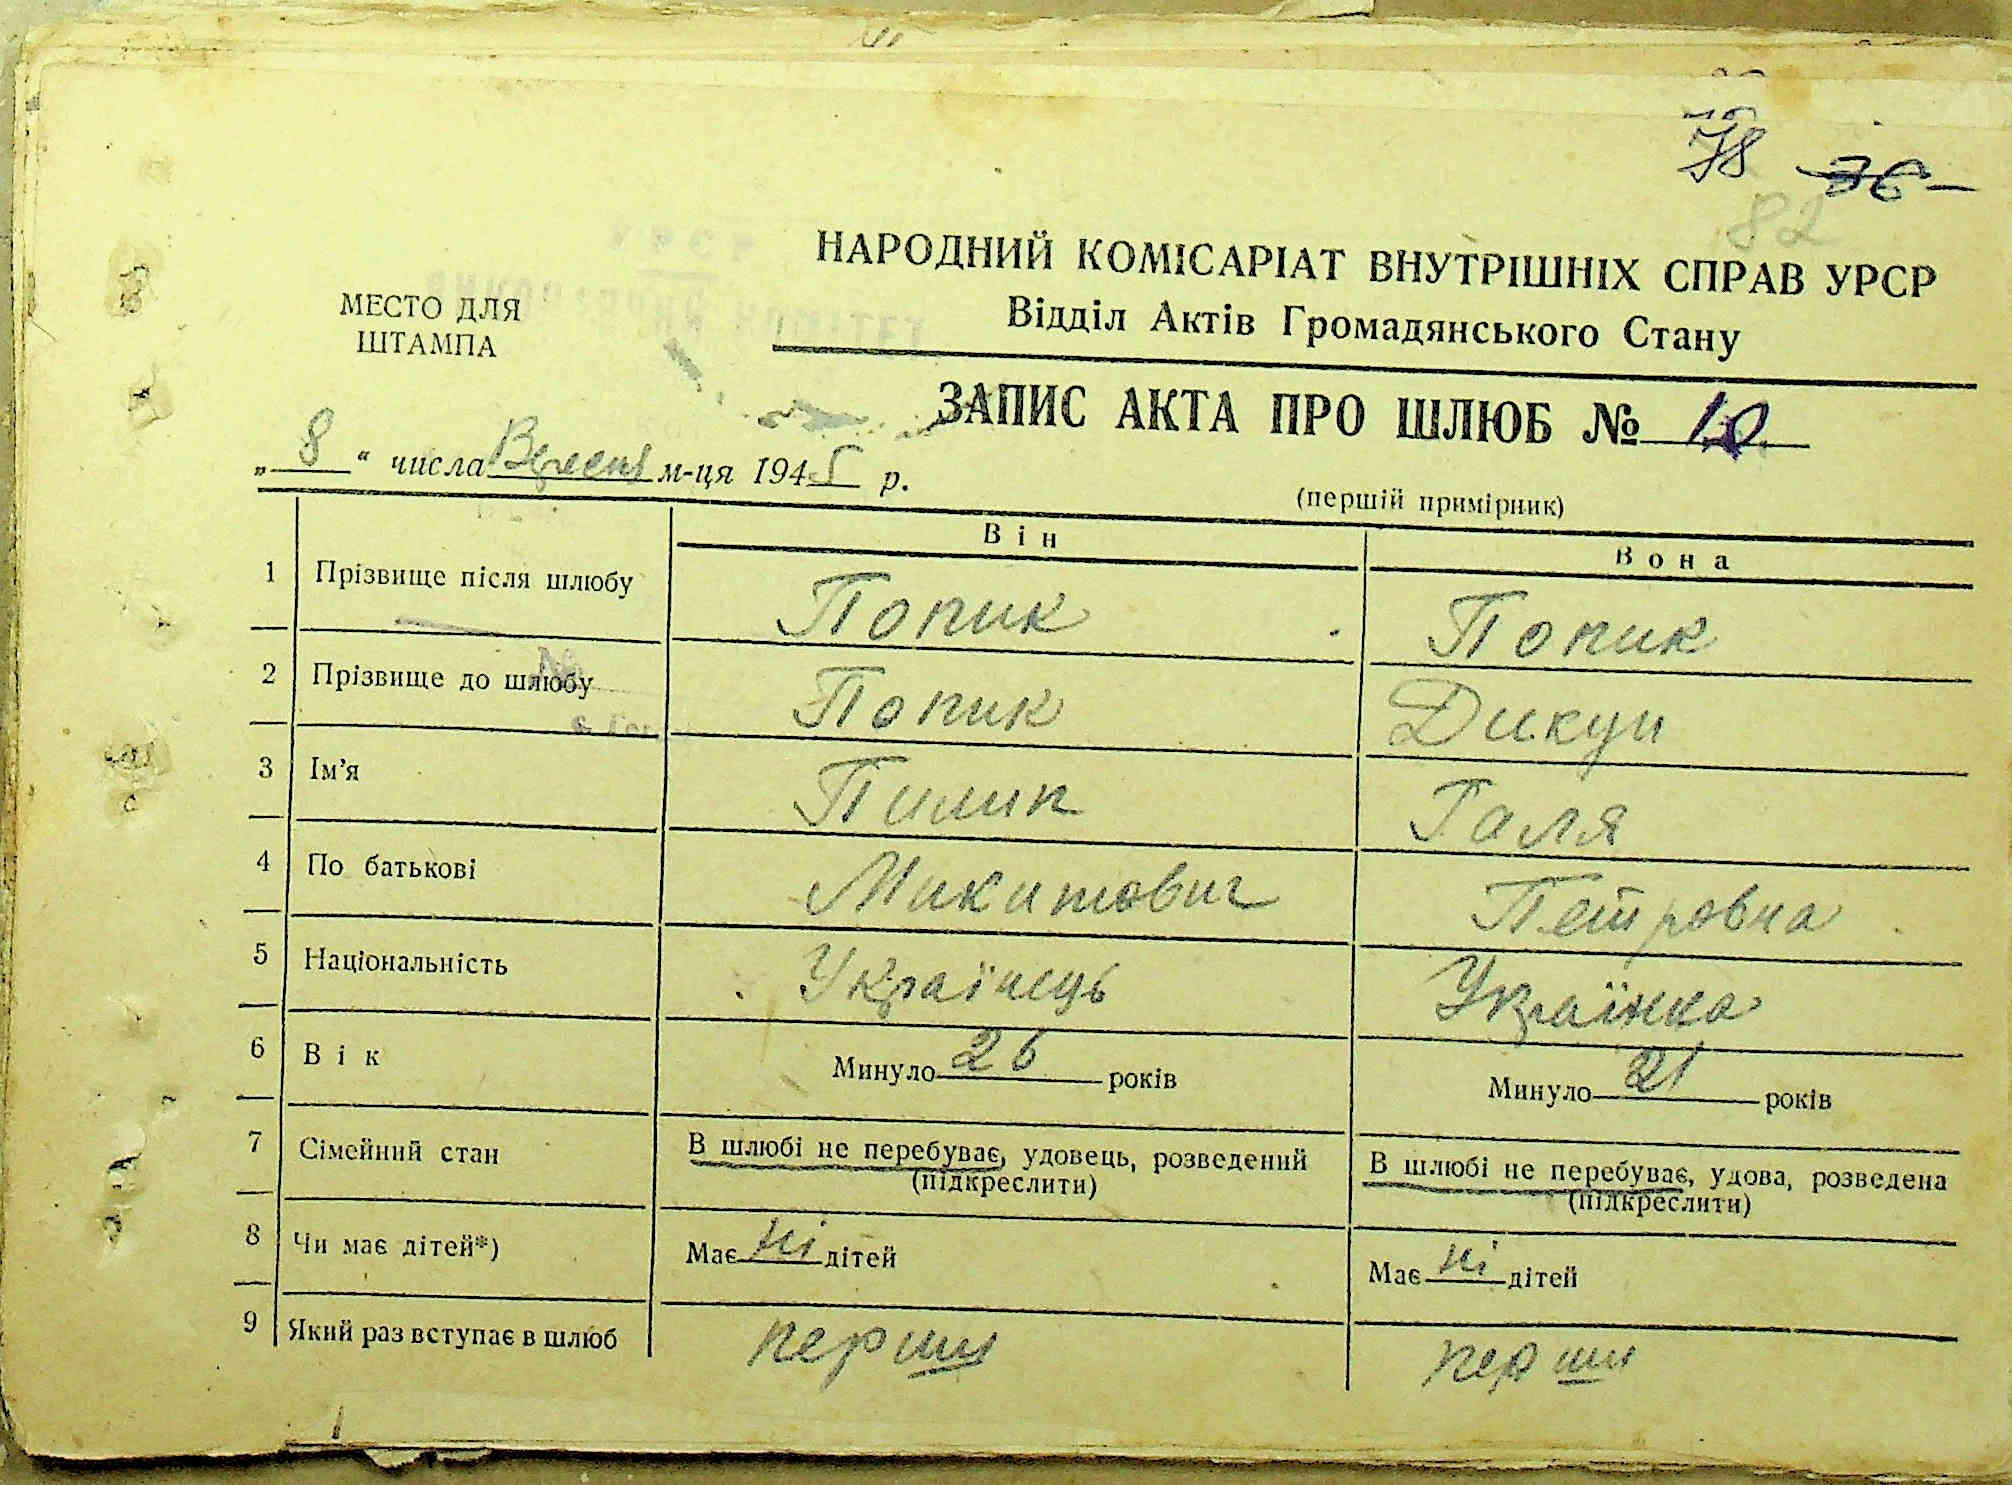 78 36
82
НАРОДНИЙ КОМІСАРІАТ ВНУТРІШНІХ СПРАВ УРСР
Відділ Актів Громадянського Стану
МЕСТО ДЛЯ
ШТАМПА
ЗАПИС АКТА ПРО ШЛЮБ № 10
„ 8 “ числа Вересня м-ця 1945 р.
(першій примірник)
Він Вона
1 Прізвище після шлюбу Попик Попик
2 Прізвище до шлюбу Попик Дикун
3 Ім’я Пилип Галя
4 По батькові Микитович Петровна
5 Національність Українець Українка
6 Вік Минуло 26 років Минуло 21 років
7 Сімейний стан В шлюбі не перебуває, удовець, розведений В шлюбі не перебуває, удова, розведена
(підкреслити) (підкреслити)
8 Чи має дітей*) Має ні дітей Має ні дітей
9 Який раз вступає в шлюб перши перши